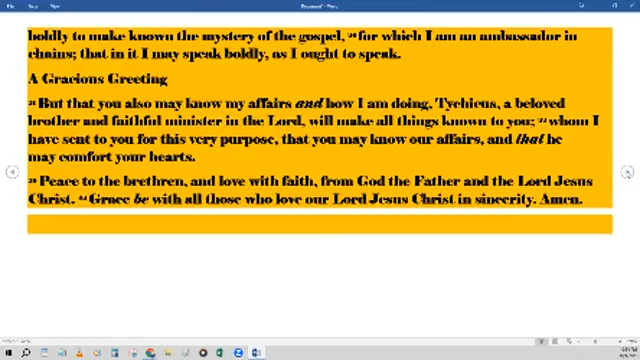 boldly to make known the mystery of the gospel, 20 for which I am an ambassador in
chains; that in it I may speak boldly, as I ought to speak.
A Gracious Greeting
21 But that you also may know my affairs and how I am doing, Tychicus, a beloved
brother and faithful minister in the Lord, will make all things known to you; 22 whom I
have sent to you for this very purpose, that you may know our affairs, and that he
may comfort your hearts.
23 Peace to the brethren, and love with faith, from God the Father and the Lord Jesus
Christ. 24 Grace be with all those who love our Lord Jesus Christ in sincerity. Amen.